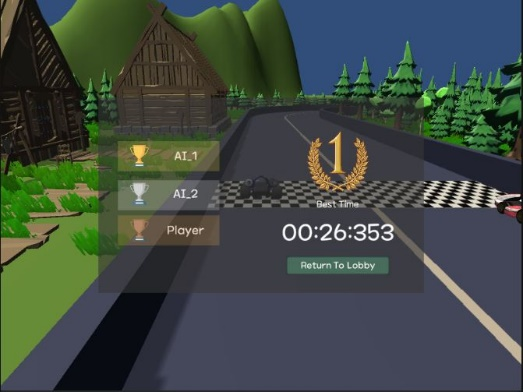 AI_1
AI_2
Player
1
Best Time
00:26:353
Return To Lobby